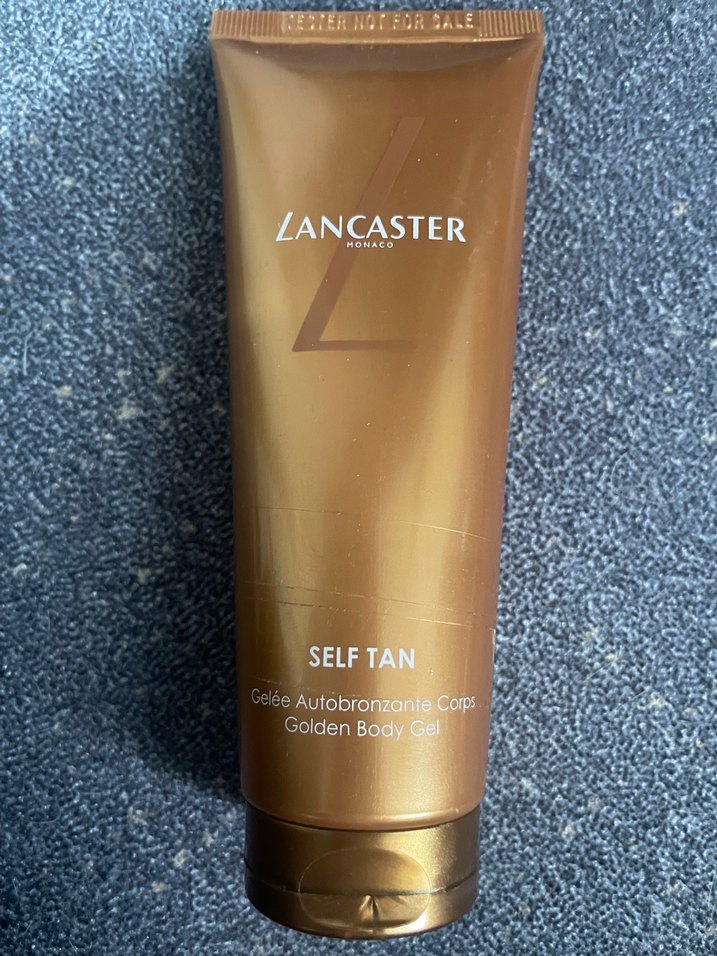 TESTER NOT FOR SALE
LANCASTER
MONACO
SELF TAN
Gelée Autobronzante Corps
Golden Body Gel